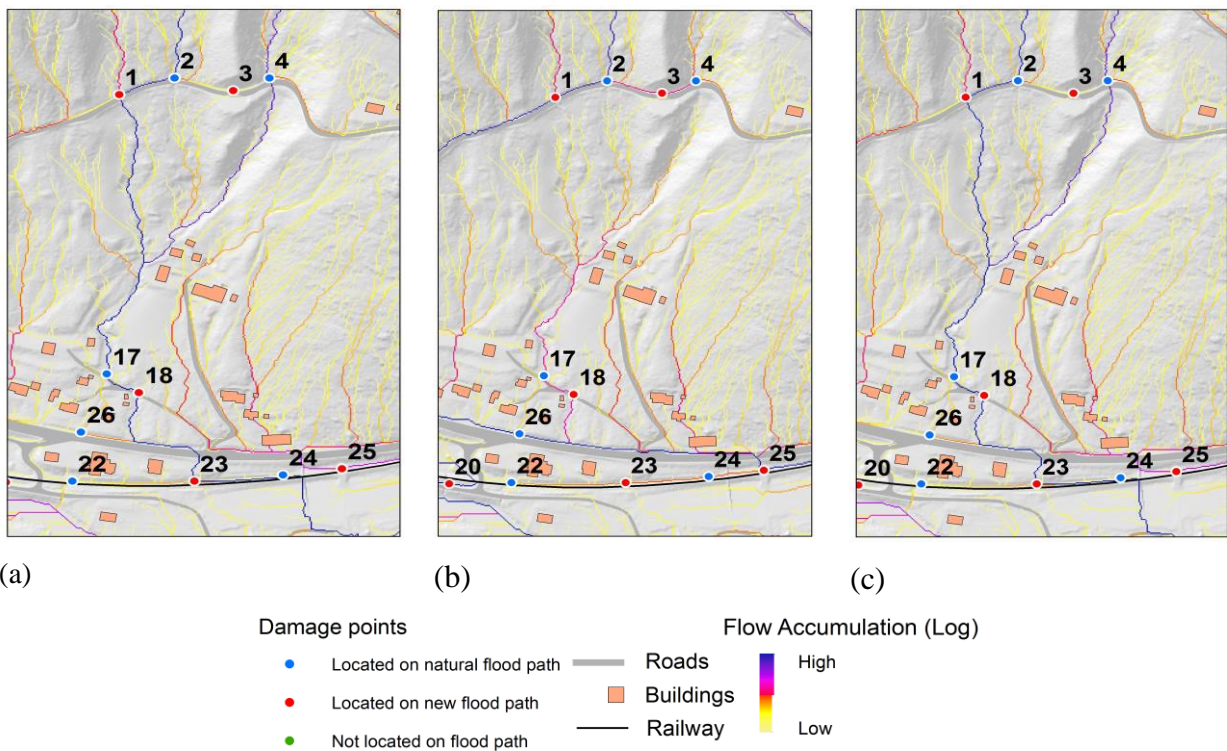 1 2 3 4
17 18
26
22 23 24 25
1 2 3 4
17 18
26
20 22 23 24 25
1 2 3 4
17 18
26
20 22 23 24 25
(a) (b) (c)
Damage points
Located on natural flood path
Located on new flood path
Not located on flood path
Roads
Buildings
Railway
Flow Accumulation (Log)
High
Low